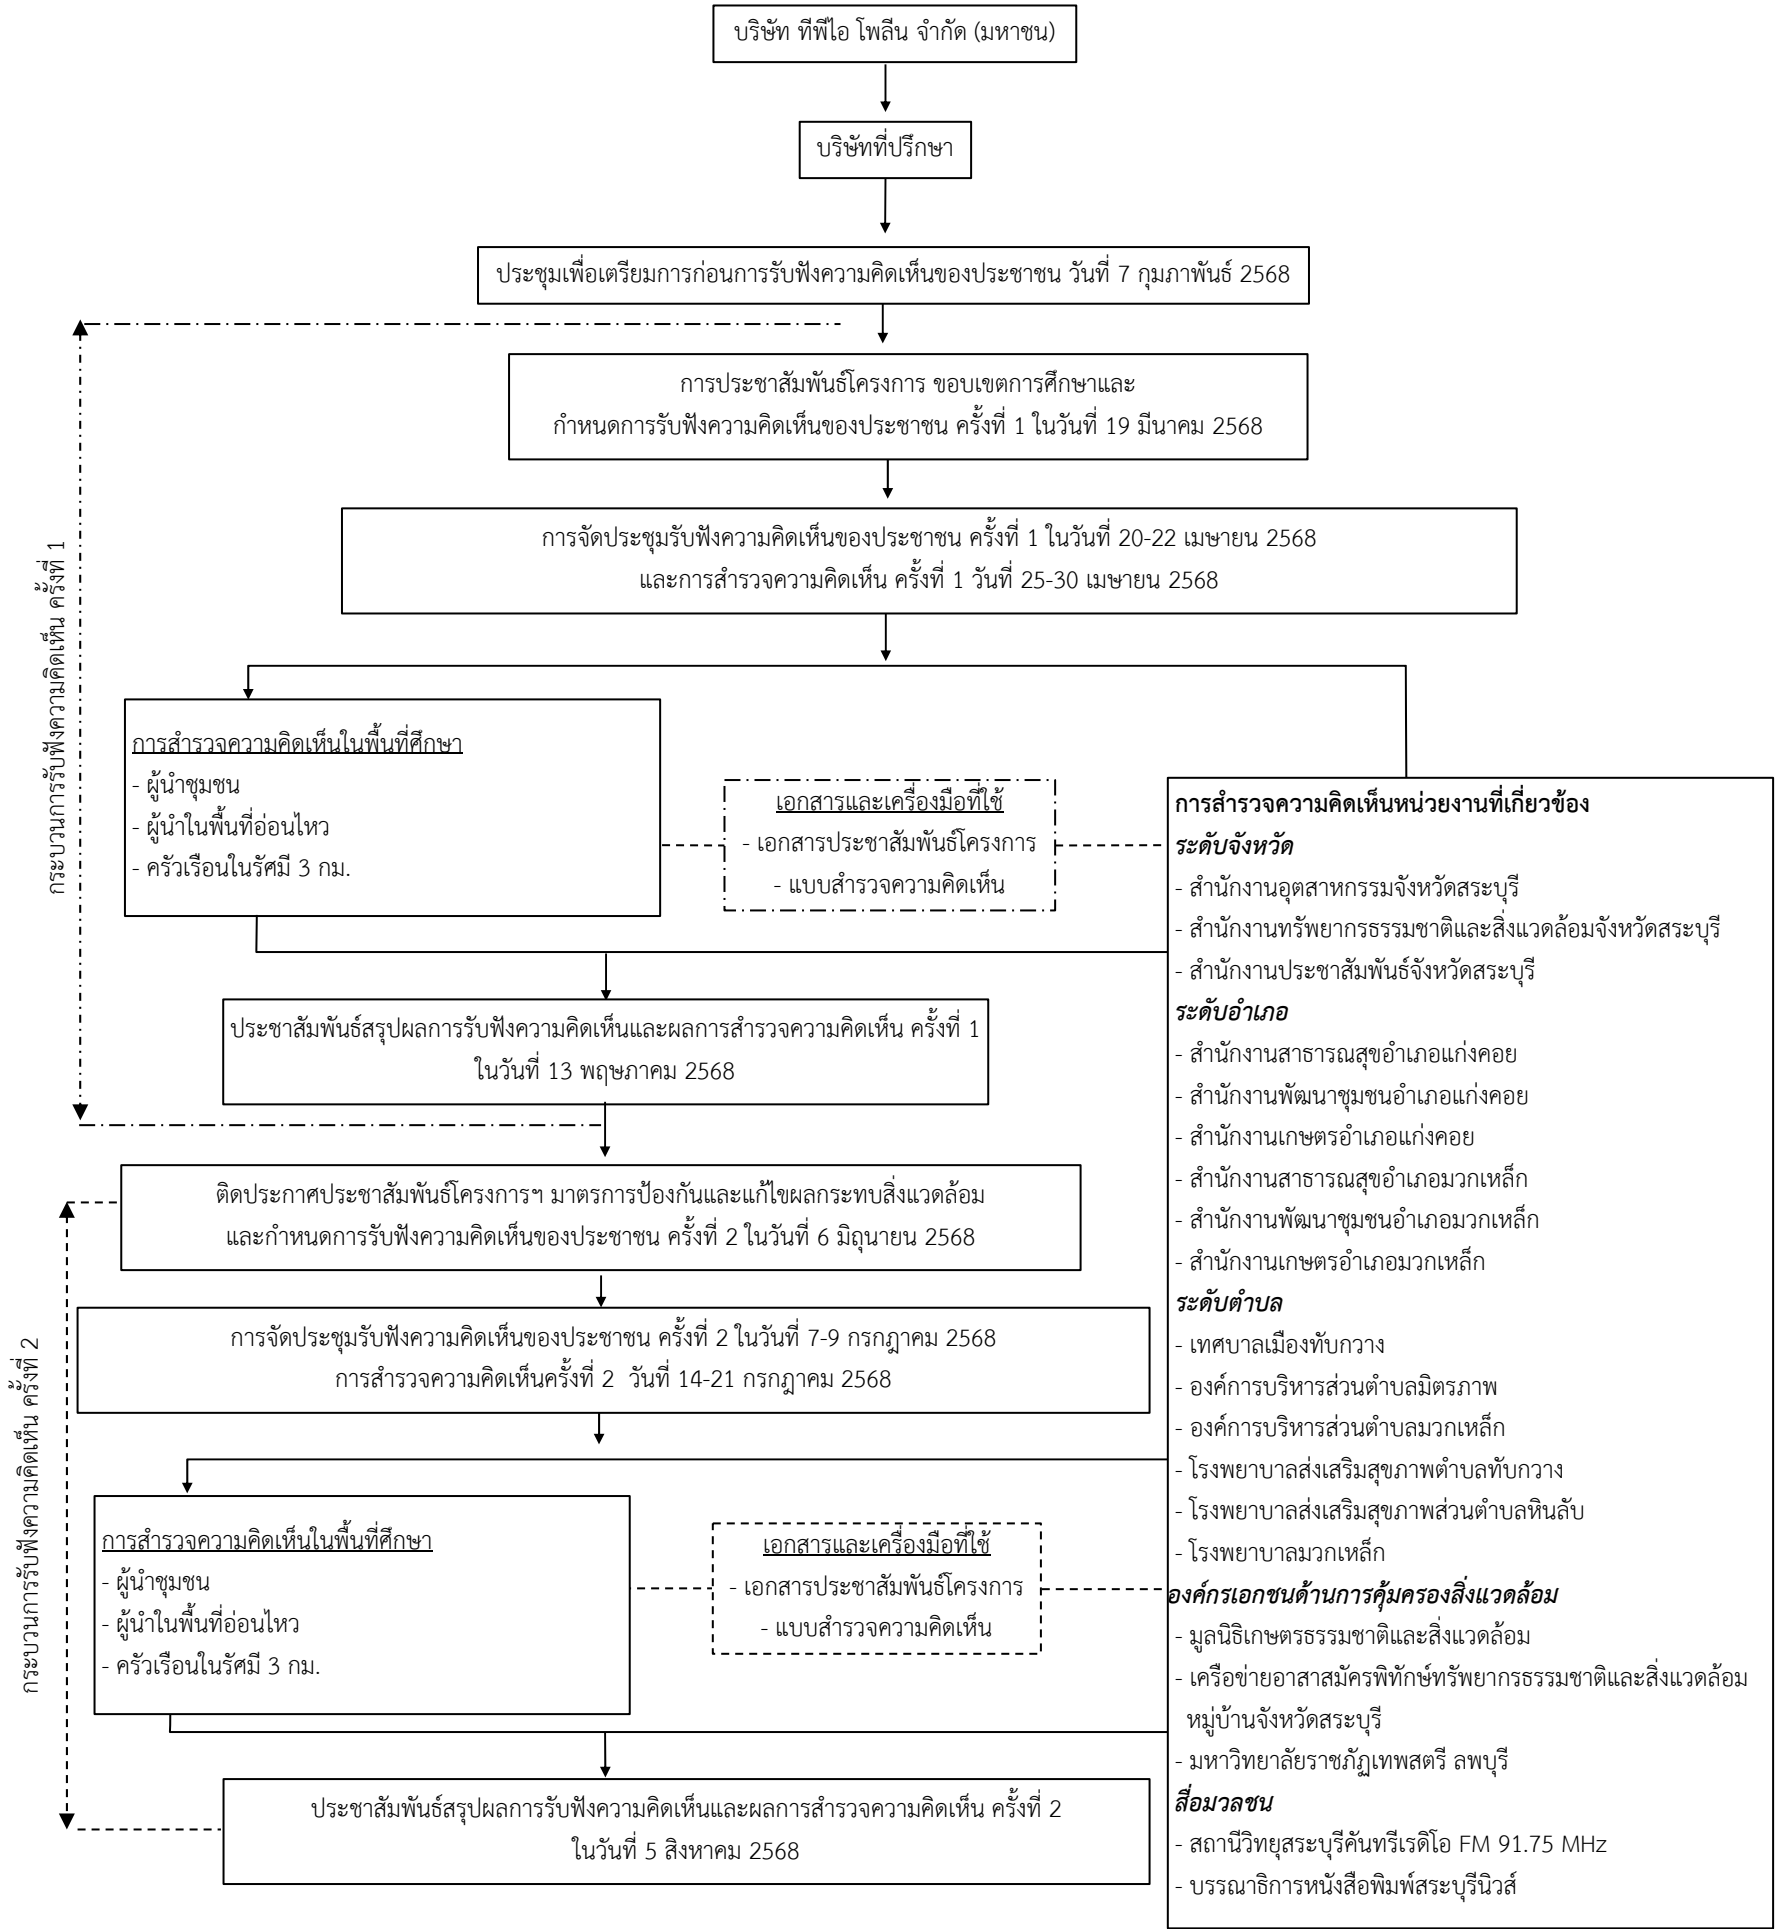 บริษัท ทีพีไอ โพลีน จำกัด (มหาชน)
บริษัทที่ปรึกษา
ประชุมเพื่อเตรียมการก่อนการรับฟังความคิดเห็นของประชาชน วันที่ 7 กุมภาพันธ์ 2568
กระบวนการรับฟังความคิดเห็น ครั้งที่ 1
การประชาสัมพันธ์โครงการ ขอบเขตการศึกษาและ
กำหนดการรับฟังความคิดเห็นของประชาชน ครั้งที่ 1 ในวันที่ 19 มีนาคม 2568
การจัดประชุมรับฟังความคิดเห็นของประชาชน ครั้งที่ 1 ในวันที่ 20-22 เมษายน 2568
และการสำรวจความคิดเห็น ครั้งที่ 1 วันที่ 25-30 เมษายน 2568
การสำรวจความคิดเห็นในพื้นที่ศึกษา
- ผู้นำชุมชน
- ผู้นำในพื้นที่อ่อนไหว
- ครัวเรือนในรัศมี 3 กม.
เอกสารและเครื่องมือที่ใช้
- เอกสารประชาสัมพันธ์โครงการ
- แบบสำรวจความคิดเห็น
การสำรวจความคิดเห็นหน่วยงานที่เกี่ยวข้อง
ระดับจังหวัด
- สำนักงานอุตสาหกรรมจังหวัดสระบุรี
- สำนักงานทรัพยากรธรรมชาติและสิ่งแวดล้อมจังหวัดสระบุรี
- สำนักงานประชาสัมพันธ์จังหวัดสระบุรี
ระดับอำเภอ
- สำนักงานสาธารณสุขอำเภอแก่งคอย
- สำนักงานพัฒนาชุมชนอำเภอแก่งคอย
- สำนักงานเกษตรอำเภอแก่งคอย
- สำนักงานสาธารณสุขอำเภอมวกเหล็ก
- สำนักงานพัฒนาชุมชนอำเภอมวกเหล็ก
- สำนักงานเกษตรอำเภอมวกเหล็ก
ระดับตำบล
- เทศบาลเมืองทับกวาง
- องค์การบริหารส่วนตำบลมิตรภาพ
- องค์การบริหารส่วนตำบลมวกเหล็ก
- โรงพยาบาลส่งเสริมสุขภาพตำบลทับกวาง
- โรงพยาบาลส่งเสริมสุขภาพส่วนตำบลหินลับ
- โรงพยาบาลมวกเหล็ก
องค์กรเอกชนด้านการคุ้มครองสิ่งแวดล้อม
- มูลนิธิเกษตรธรรมชาติและสิ่งแวดล้อม
- เครือข่ายอาสาสมัครพิทักษ์ทรัพยากรธรรมชาติและสิ่งแวดล้อม
หมู่บ้านจังหวัดสระบุรี
- มหาวิทยาลัยราชภัฏเทพสตรี ลพบุรี
สื่อมวลชน
- สถานีวิทยุสระบุรีคันทรีเรดิโอ FM 91.75 MHz
- บรรณาธิการหนังสือพิมพ์สระบุรีนิวส์
ประชาสัมพันธ์สรุปผลการรับฟังความคิดเห็นและผลการสำรวจความคิดเห็น ครั้งที่ 1
ในวันที่ 13 พฤษภาคม 2568
กระบวนการรับฟังความคิดเห็น ครั้งที่ 2
ติดประกาศประชาสัมพันธ์โครงการฯ มาตรการป้องกันและแก้ไขผลกระทบสิ่งแวดล้อม
และกำหนดการรับฟังความคิดเห็นของประชาชน ครั้งที่ 2 ในวันที่ 6 มิถุนายน 2568
การจัดประชุมรับฟังความคิดเห็นของประชาชน ครั้งที่ 2 ในวันที่ 7-9 กรกฎาคม 2568
การสำรวจความคิดเห็นครั้งที่ 2 วันที่ 14-21 กรกฎาคม 2568
การสำรวจความคิดเห็นในพื้นที่ศึกษา
- ผู้นำชุมชน
- ผู้นำในพื้นที่อ่อนไหว
- ครัวเรือนในรัศมี 3 กม.
เอกสารและเครื่องมือที่ใช้
- เอกสารประชาสัมพันธ์โครงการ
- แบบสำรวจความคิดเห็น
ประชาสัมพันธ์สรุปผลการรับฟังความคิดเห็นและผลการสำรวจความคิดเห็น ครั้งที่ 2
ในวันที่ 5 สิงหาคม 2568